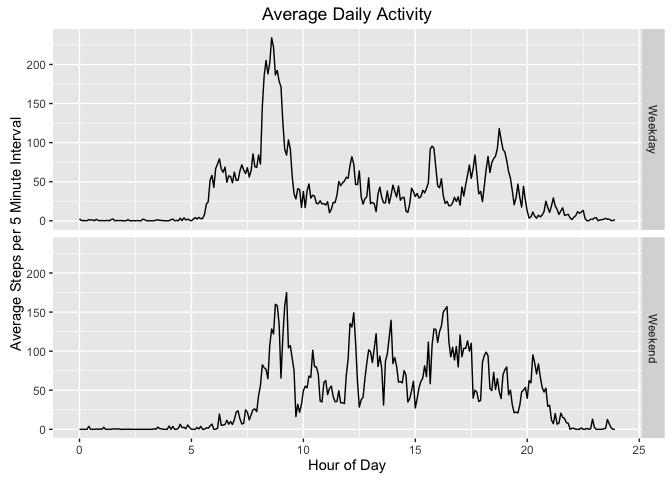 Average Daily Activity
Average Steps per 5 Minute Interval
200
150
100
50
0
Weekday
200
150
100
50
0
Weekend
0 5 10 15 20 25
Hour of Day